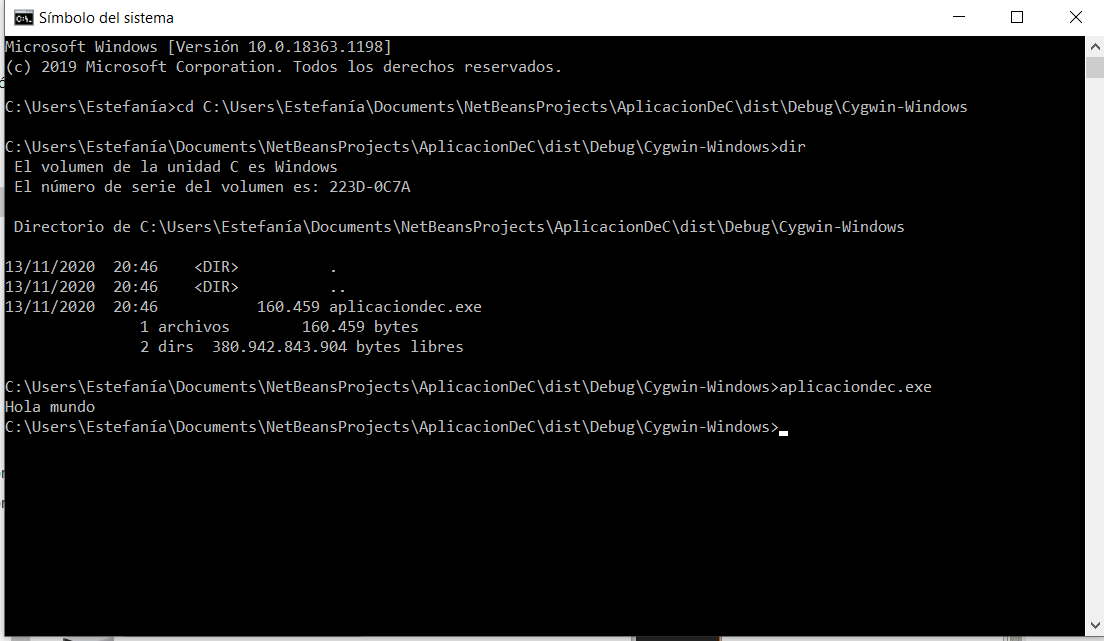 Símbolo del sistema
Microsoft Windows [Versión 10.0.18363.1198]
(c) 2019 Microsoft Corporation. Todos los derechos reservados.
C:\Users\Estefanía>cd C:\Users\Estefanía\Documents\NetBeansProjects\AplicacionDeC\dist\Debug\Cygwin-Windows
C:\Users\Estefanía\Documents\NetBeansProjects\AplicacionDeC\dist\Debug\Cygwin-Windows>dir
El volumen de la unidad C es Windows
El número de serie del volumen es: 223D-0C7A
Directorio de C:\Users\Estefanía\Documents\NetBeansProjects\AplicacionDeC\dist\Debug\Cygwin-Windows
13/11/2020  20:46    <DIR>          .
13/11/2020  20:46    <DIR>          ..
13/11/2020  20:46           160.459 aplicaciondec.exe
1 archivos        160.459 bytes
2 dirs  380.942.843.904 bytes libres
C:\Users\Estefanía\Documents\NetBeansProjects\AplicacionDeC\dist\Debug\Cygwin-Windows>aplicaciondec.exe
Hola mundo
C:\Users\Estefanía\Documents\NetBeansProjects\AplicacionDeC\dist\Debug\Cygwin-Windows>